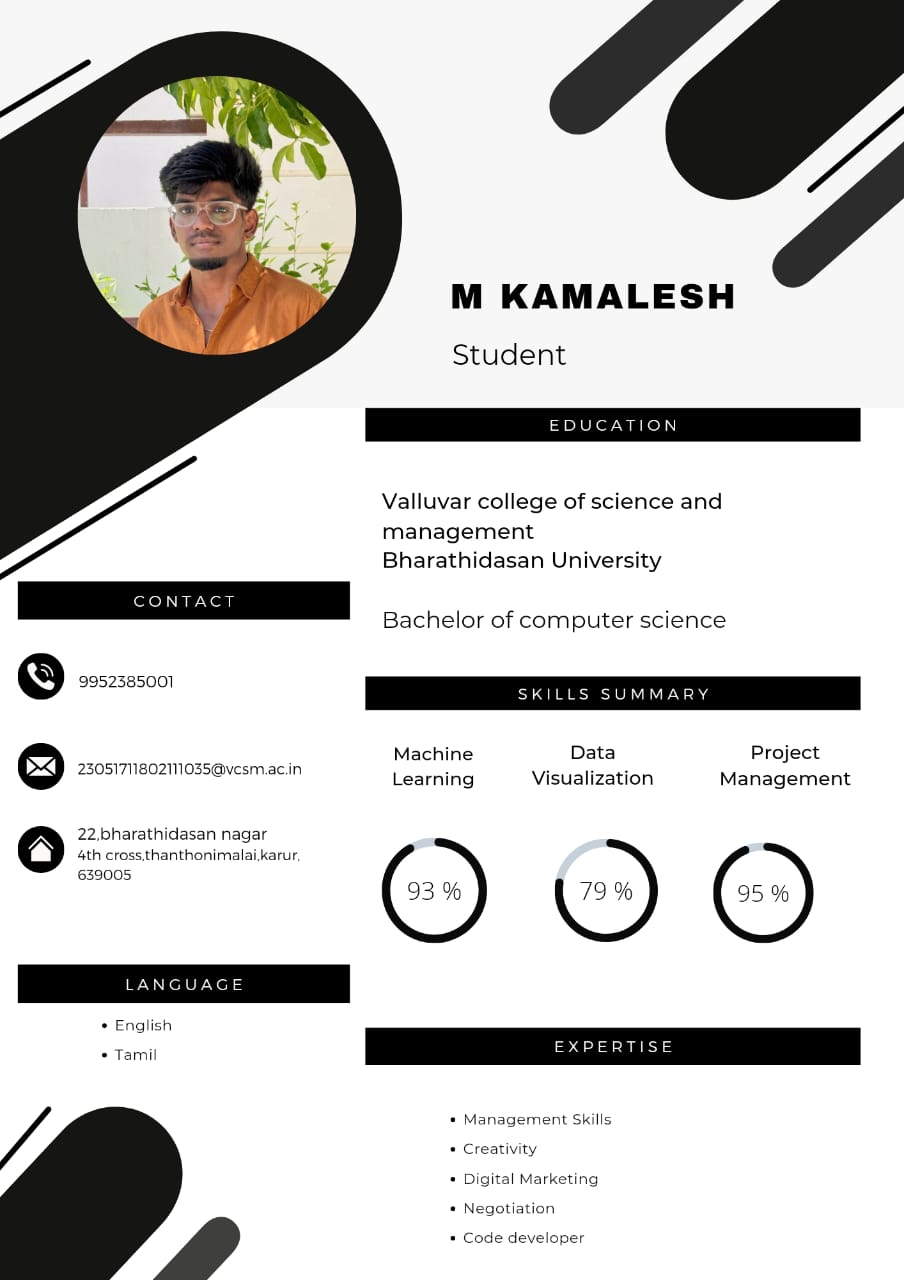 M KAMALESH
Student
EDUCATION
Valluvar college of science and
management
Bharathidasan University
Bachelor of computer science
CONTACT
9952385001
23051711802111035@vcsm.ac.in
22,bharathidasan nagar
4th cross,thanthonimalai,karur,
639005
LANGUAGE
• English
• Tamil
SKILLS SUMMARY
Machine
Learning
Data
Visualization
Project
Management
93 %
79 %
95 %
EXPERTISE
• Management Skills
• Creativity
• Digital Marketing
• Negotiation
• Code developer